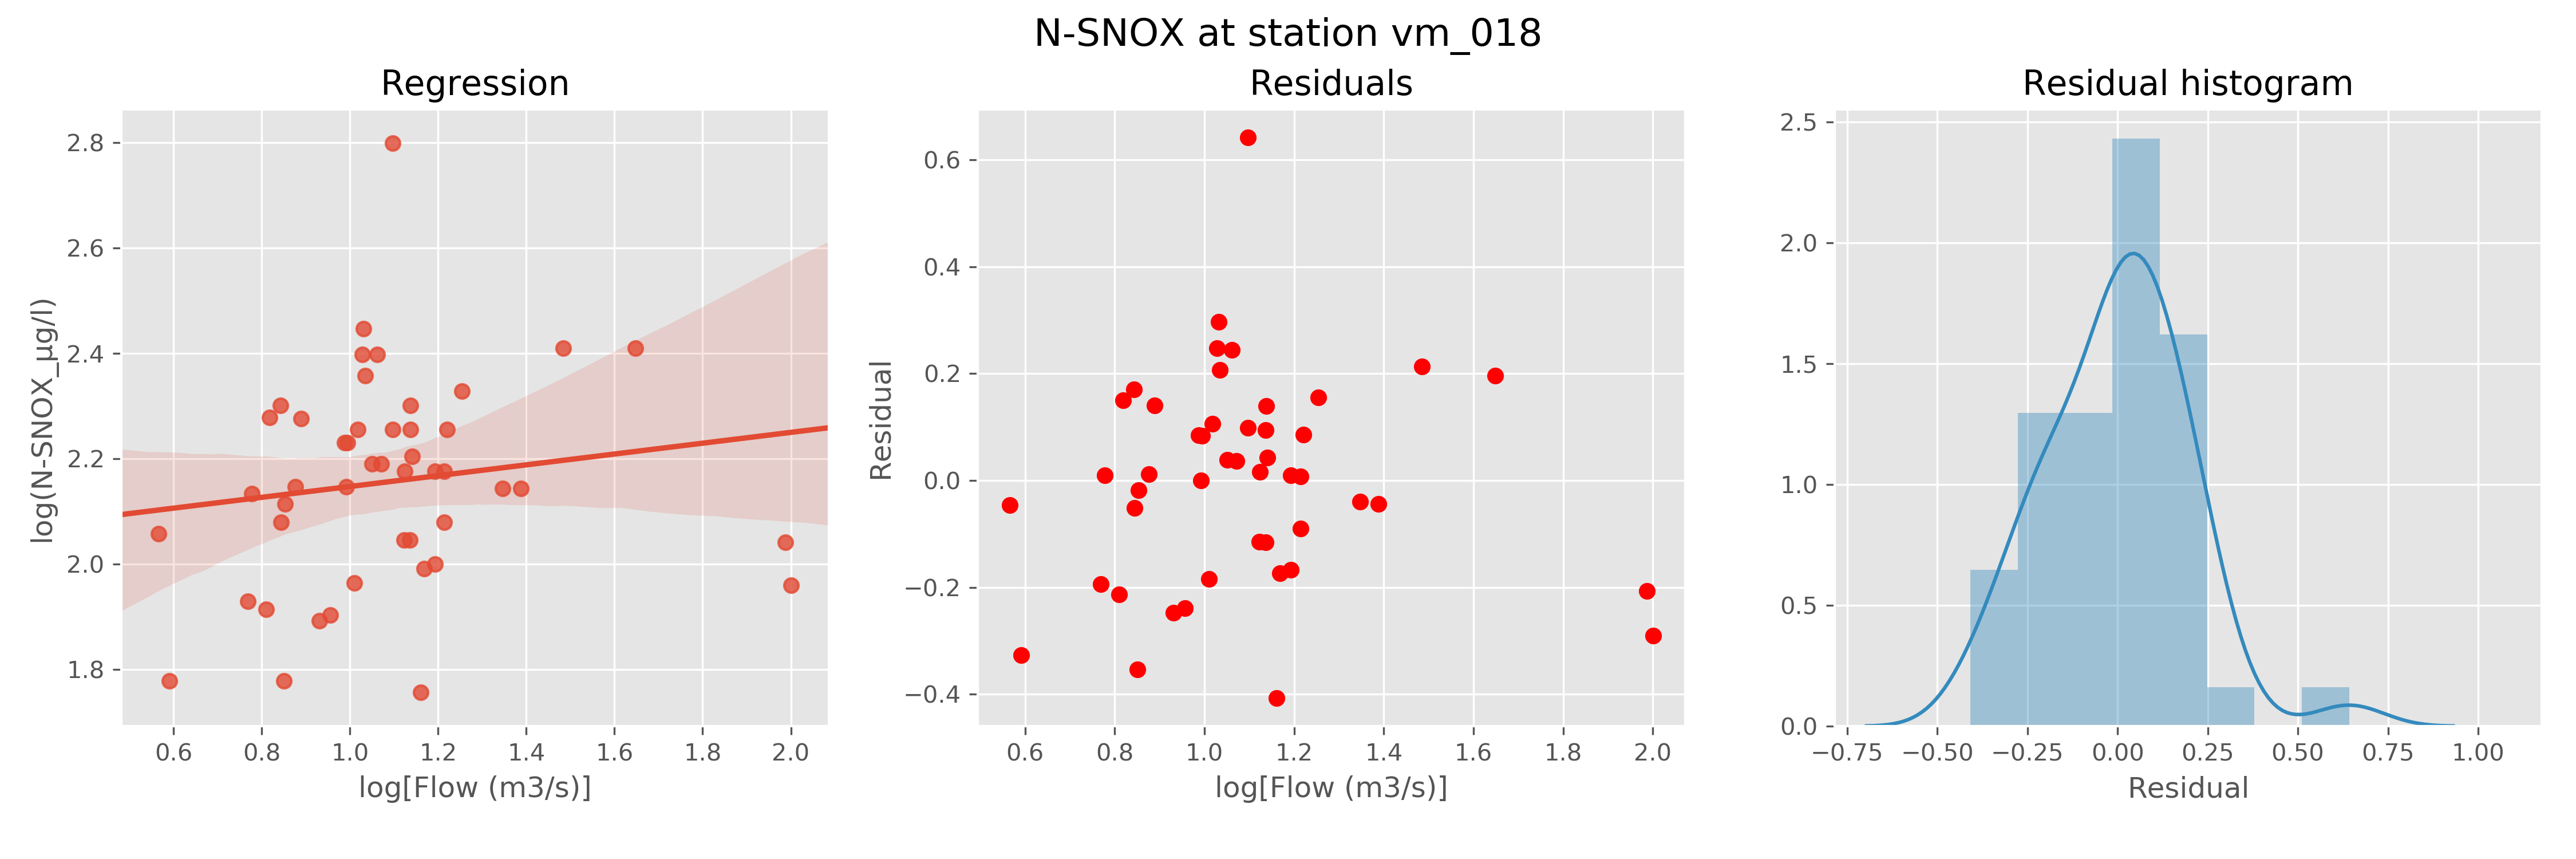 N-SNOX at station vm_018
Regression
2.8
2.6
2.4
2.2
2.0
1.8
log(N-SNOX_µg/l)
0.6 0.8 1.0 1.2 1.4 1.6 1.8 2.0
log[Flow (m3/s)]
Residuals
0.6
0.4
0.2
0.0
−0.2
−0.4
Residual
0.6 0.8 1.0 1.2 1.4 1.6 1.8 2.0
log[Flow (m3/s)]
Residual histogram
2.5
2.0
1.5
1.0
0.5
0.0
−0.75 −0.50 −0.25 0.00 0.25 0.50 0.75 1.00
Residual